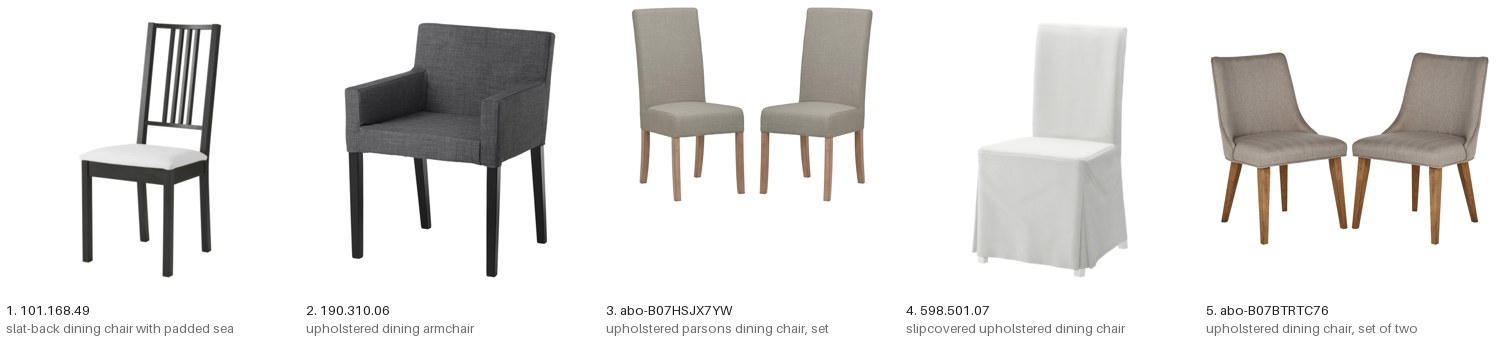 1. 101.168.49
slat-back dining chair with padded sea
2. 190.310.06
upholstered dining armchair
3. abo-B07HSJX7YW
upholstered parsons dining chair, set
4. 598.501.07
slipcovered upholstered dining chair
5. abo-B07BTRTC76
upholstered dining chair, set of two